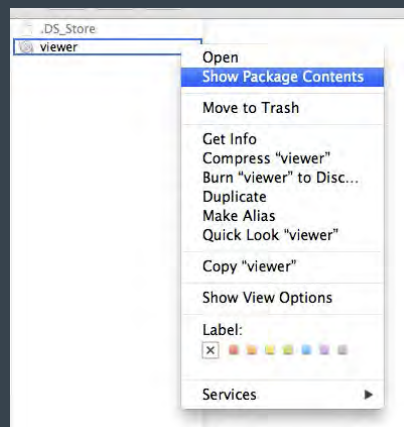 .DS_Store
viewer
Open
Show Package Contents
Move to Trash
Get Info
Compress “viewer”
Burn “viewer” to Disc...
Duplicate
Make Alias
Quick Look “viewer”
Copy “viewer”
Show View Options
Label:
Services